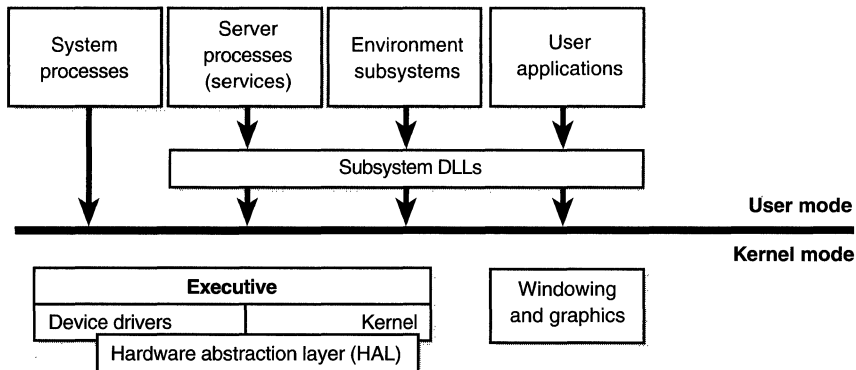 System
processes
Server
processes
(services)
Environment
subsystems
User
applications
Subsystem DLLs
User mode
Kernel mode
Executive
Device drivers
Kernel
Hardware abstraction layer (HAL)
Windowing
and graphics